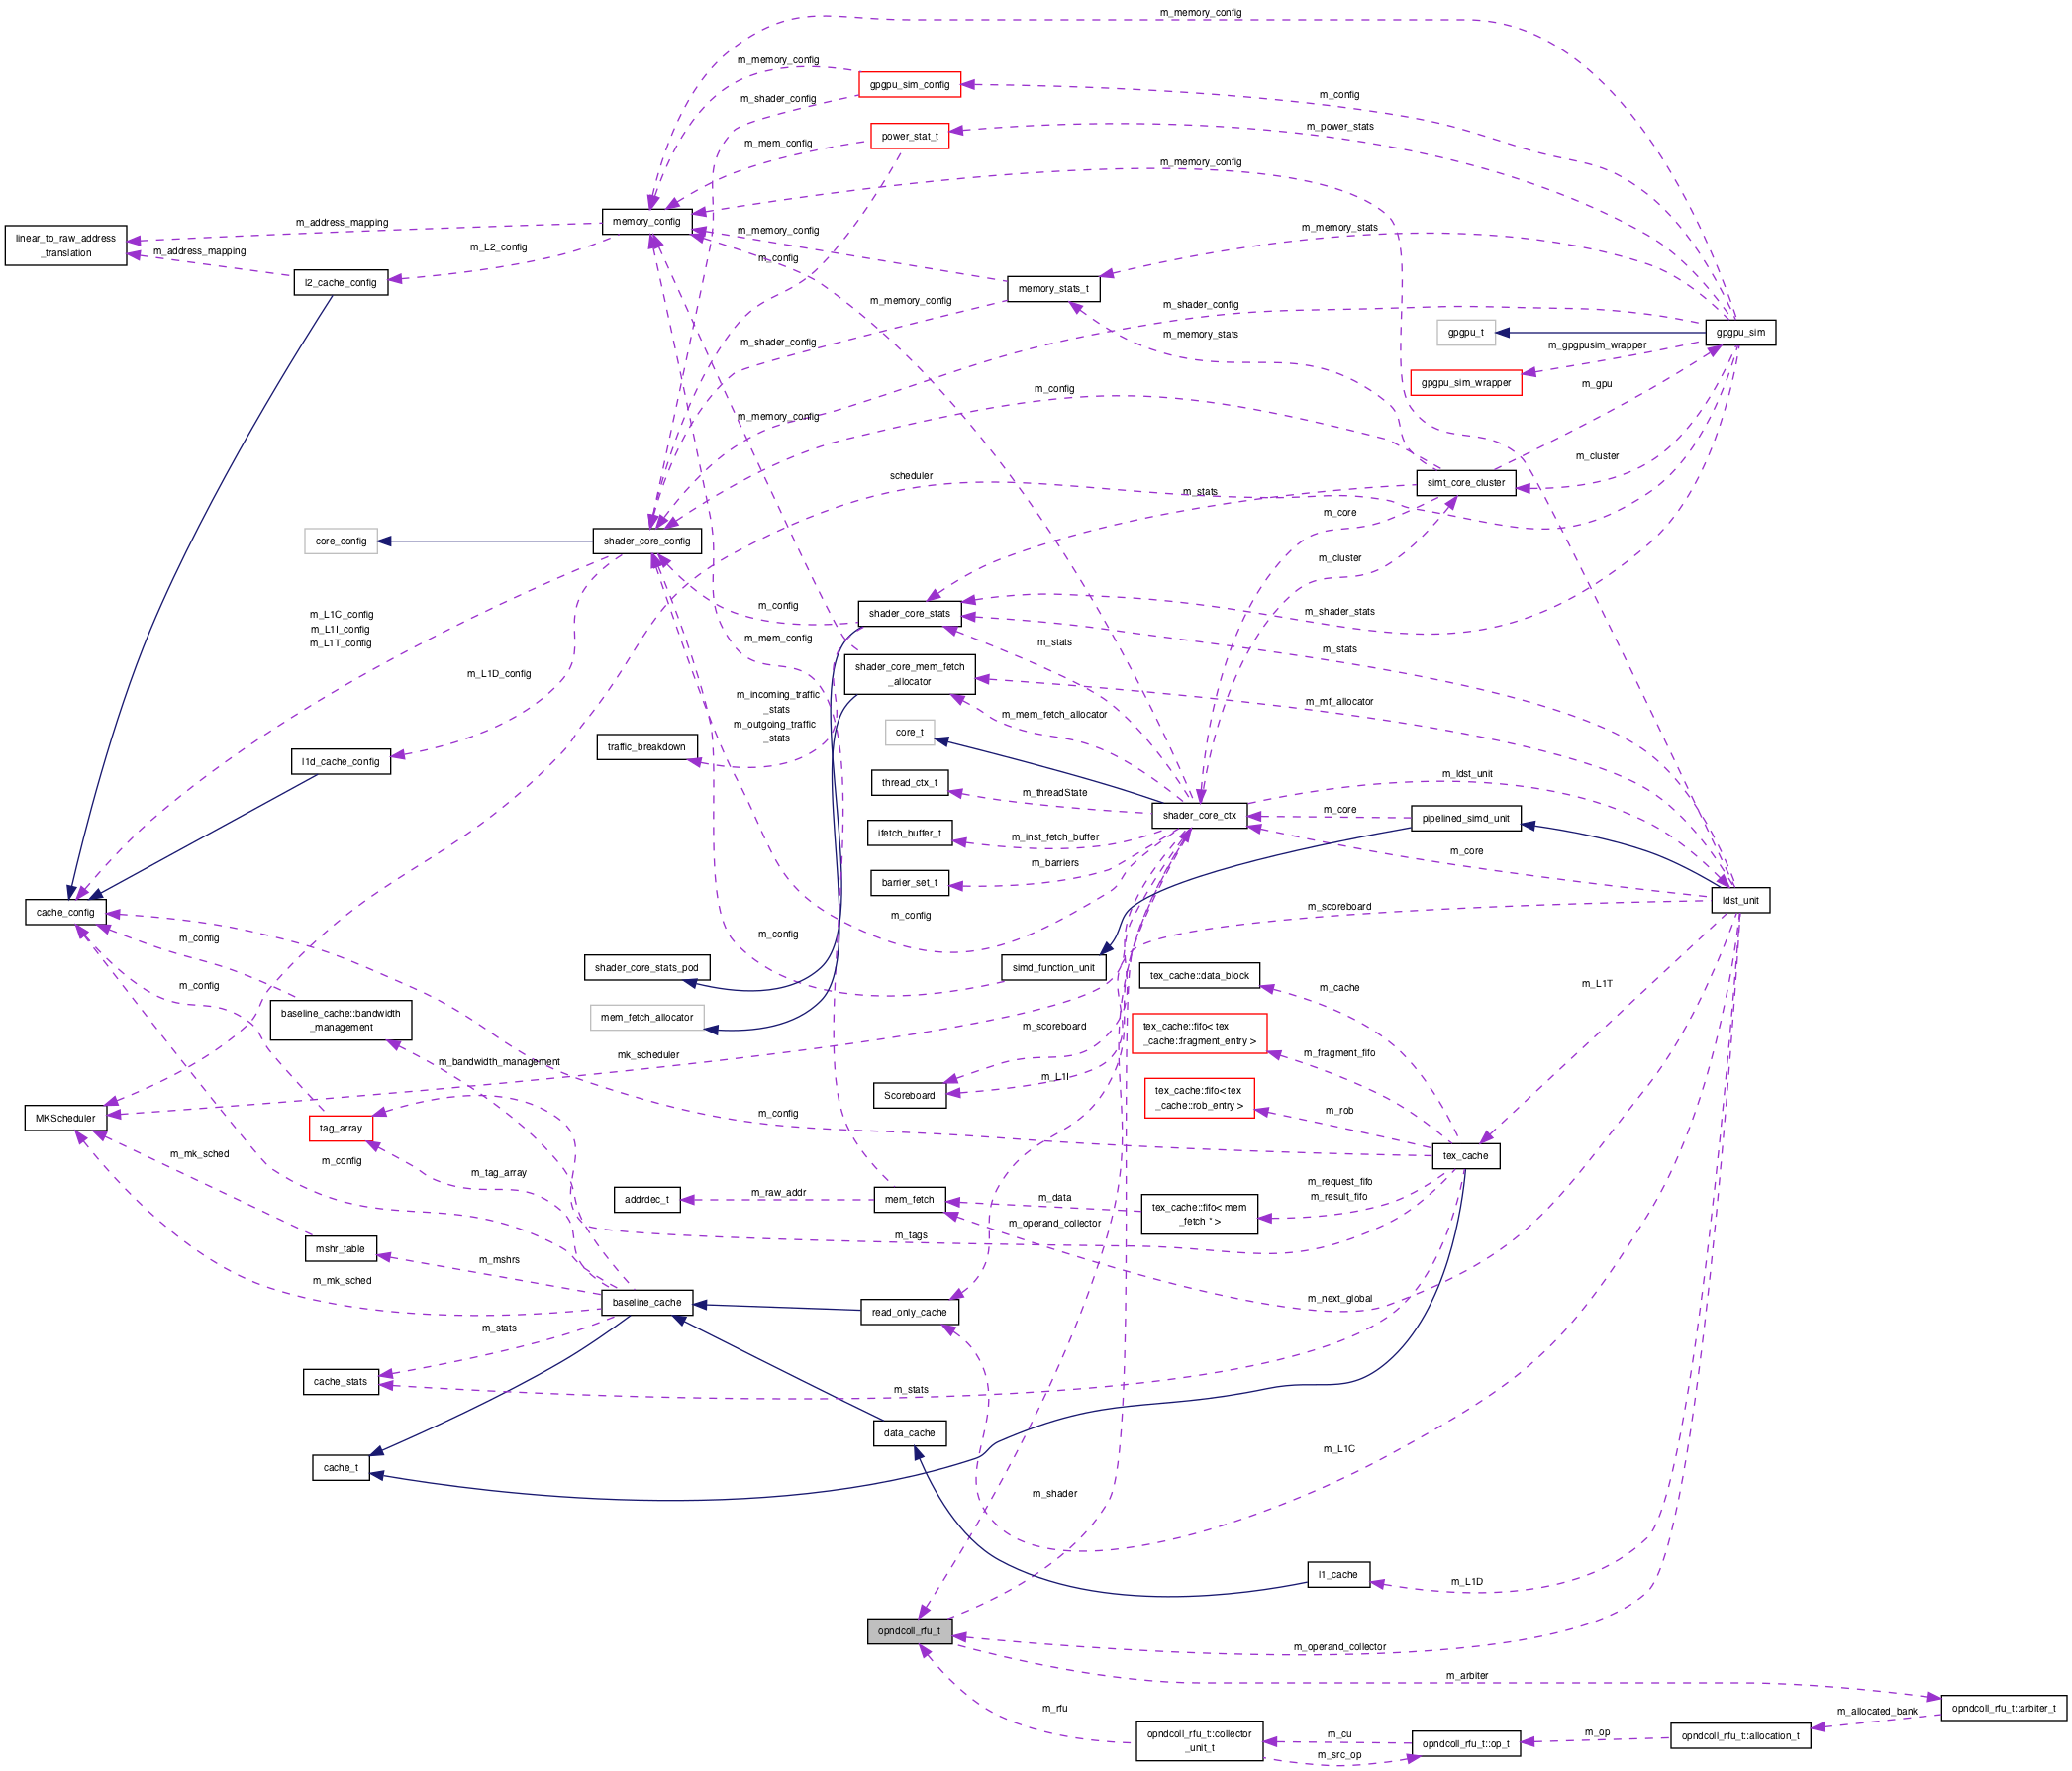 m_memory_config
m_memory_config
gpgpu_sim_config
m_config
m_shader_config
m_power_stats
power_stat_t
m_mem_config
m_memory_config
memory_config
m_address_mapping
linear_to_raw_address
_translation
m_address_mapping
m_L2_config
m_memory_config
m_memory_stats
m_config
l2_cache_config
memory_stats_t
m_memory_config
m_shader_config
gpgpu_t
gpgpu_sim
m_memory_stats
m_shader_config
m_gpgpusim_wrapper
gpgpu_sim_wrapper
m_gpu
m_config
m_memory_config
m_cluster
scheduler
simt_core_cluster
m_stats
m_core
core_config
shader_core_config
m_cluster
m_config
shader_core_stats
m_shader_stats
m_L1C_config
m_L1I_config
m_L1T_config
m_mem_config
m_stats
m_stats
shader_core_mem_fetch
_allocator
m_L1D_config
m_incoming_traffic
_stats
m_outgoing_traffic
_stats
m_mf_allocator
m_mem_fetch_allocator
core_t
traffic_breakdown
l1d_cache_config
thread_ctx_t
m_threadState
m_ldst_unit
m_core
shader_core_ctx
pipelined_simd_unit
ifetch_buffer_t
m_inst_fetch_buffer
m_core
m_barriers
barrier_set_t
cache_config
m_config
m_scoreboard
ldst_unit
m_config
m_config
shader_core_stats_pod
simd_function_unit
tex_cache::data_block
m_config
m_cache
m_L1T
baseline_cache::bandwidth
_management
mem_fetch_allocator
m_scoreboard
tex_cache::fifo< tex
_cache::fragment_entry >
m_fragment_fifo
m_bandwidth_management
mk_scheduler
m_L1I
Scoreboard
tex_cache::fifo< tex
_cache::rob_entry >
m_rob
MKScheduler
tag_array
m_config
m_mk_sched
m_config
m_tag_array
tex_cache
addrdec_t
m_raw_addr
mem_fetch
m_data
tex_cache::fifo< mem
_fetch * >
m_request_fifo
m_result_fifo
m_operand_collector
m_tags
mshr_table
m_mshrs
m_mk_sched
baseline_cache
read_only_cache
m_next_global
m_stats
cache_stats
m_stats
data_cache
m_L1C
cache_t
m_shader
l1_cache
m_L1D
opndcoll_rfu_t
m_operand_collector
m_arbiter
m_rfu
opndcoll_rfu_t::collector
_unit_t
m_cu
m_src_op
opndcoll_rfu_t::op_t
m_op
opndcoll_rfu_t::allocation_t
m_allocated_bank
opndcoll_rfu_t::arbiter_t